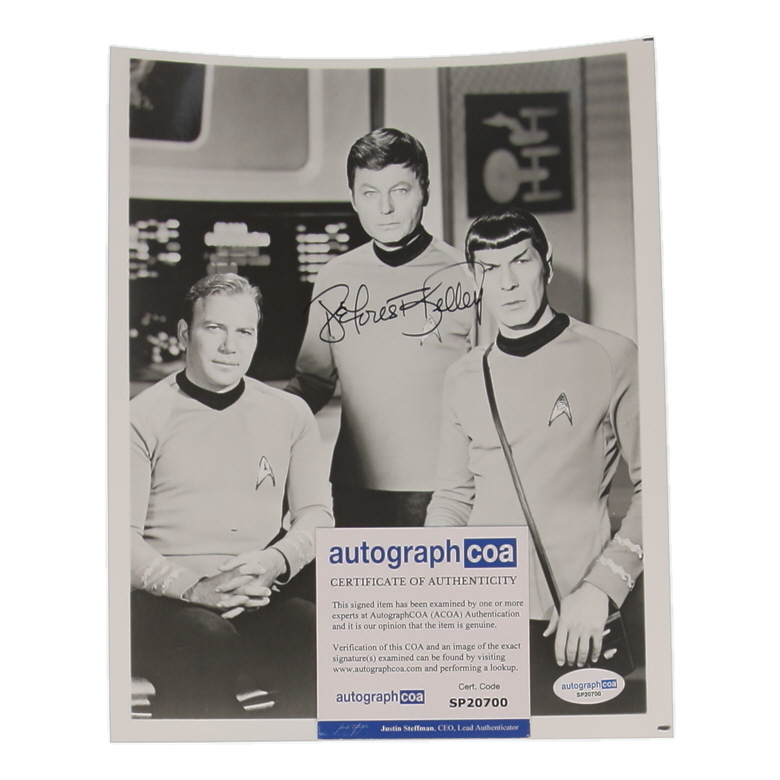 DeForest Kelley
autographcoa
CERTIFICATE OF AUTHENTICITY
This signed item has been examined by one or more
experts at AutographCOA (ACOA) Authentication
and it is our opinion that the item is genuine.
Verification of this COA and an image of the exact
signature(s) examined can be found by visiting
www.autographcoa.com and performing a lookup.
autographcoa
Cert. Code
SP20700
Justin Steffman, CEO, Lead Authenticator
autographcoa
SP20700